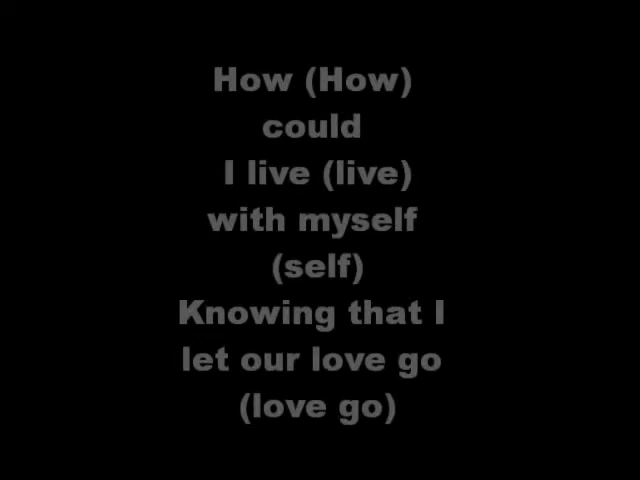 How (How)
could
I live (live)
with myself
(self)
Knowing that I
let our love go
(love go)